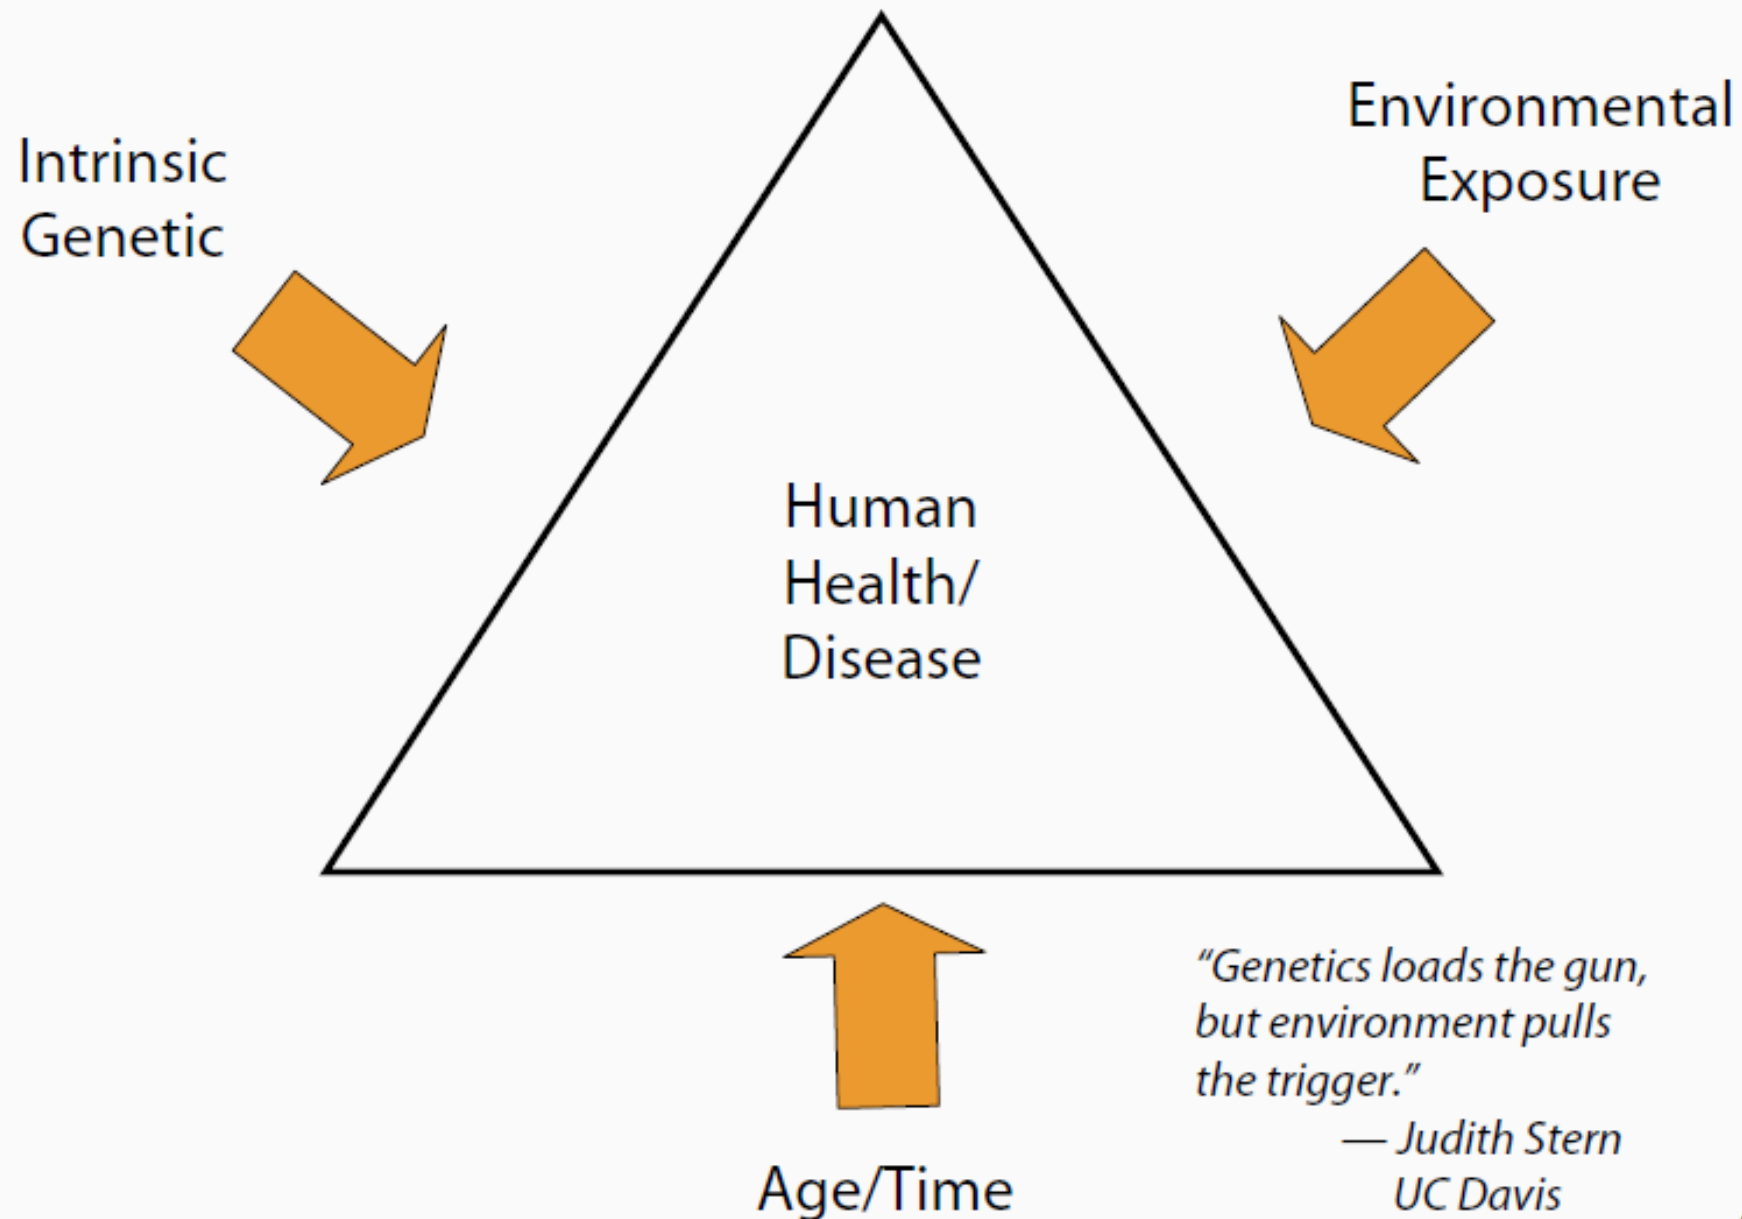 Intrinsic
Genetic
Environmental
Exposure
Human
Health/
Disease
Age/Time
“Genetics loads the gun,
but environment pulls
the trigger.”
— Judith Stern
UC Davis